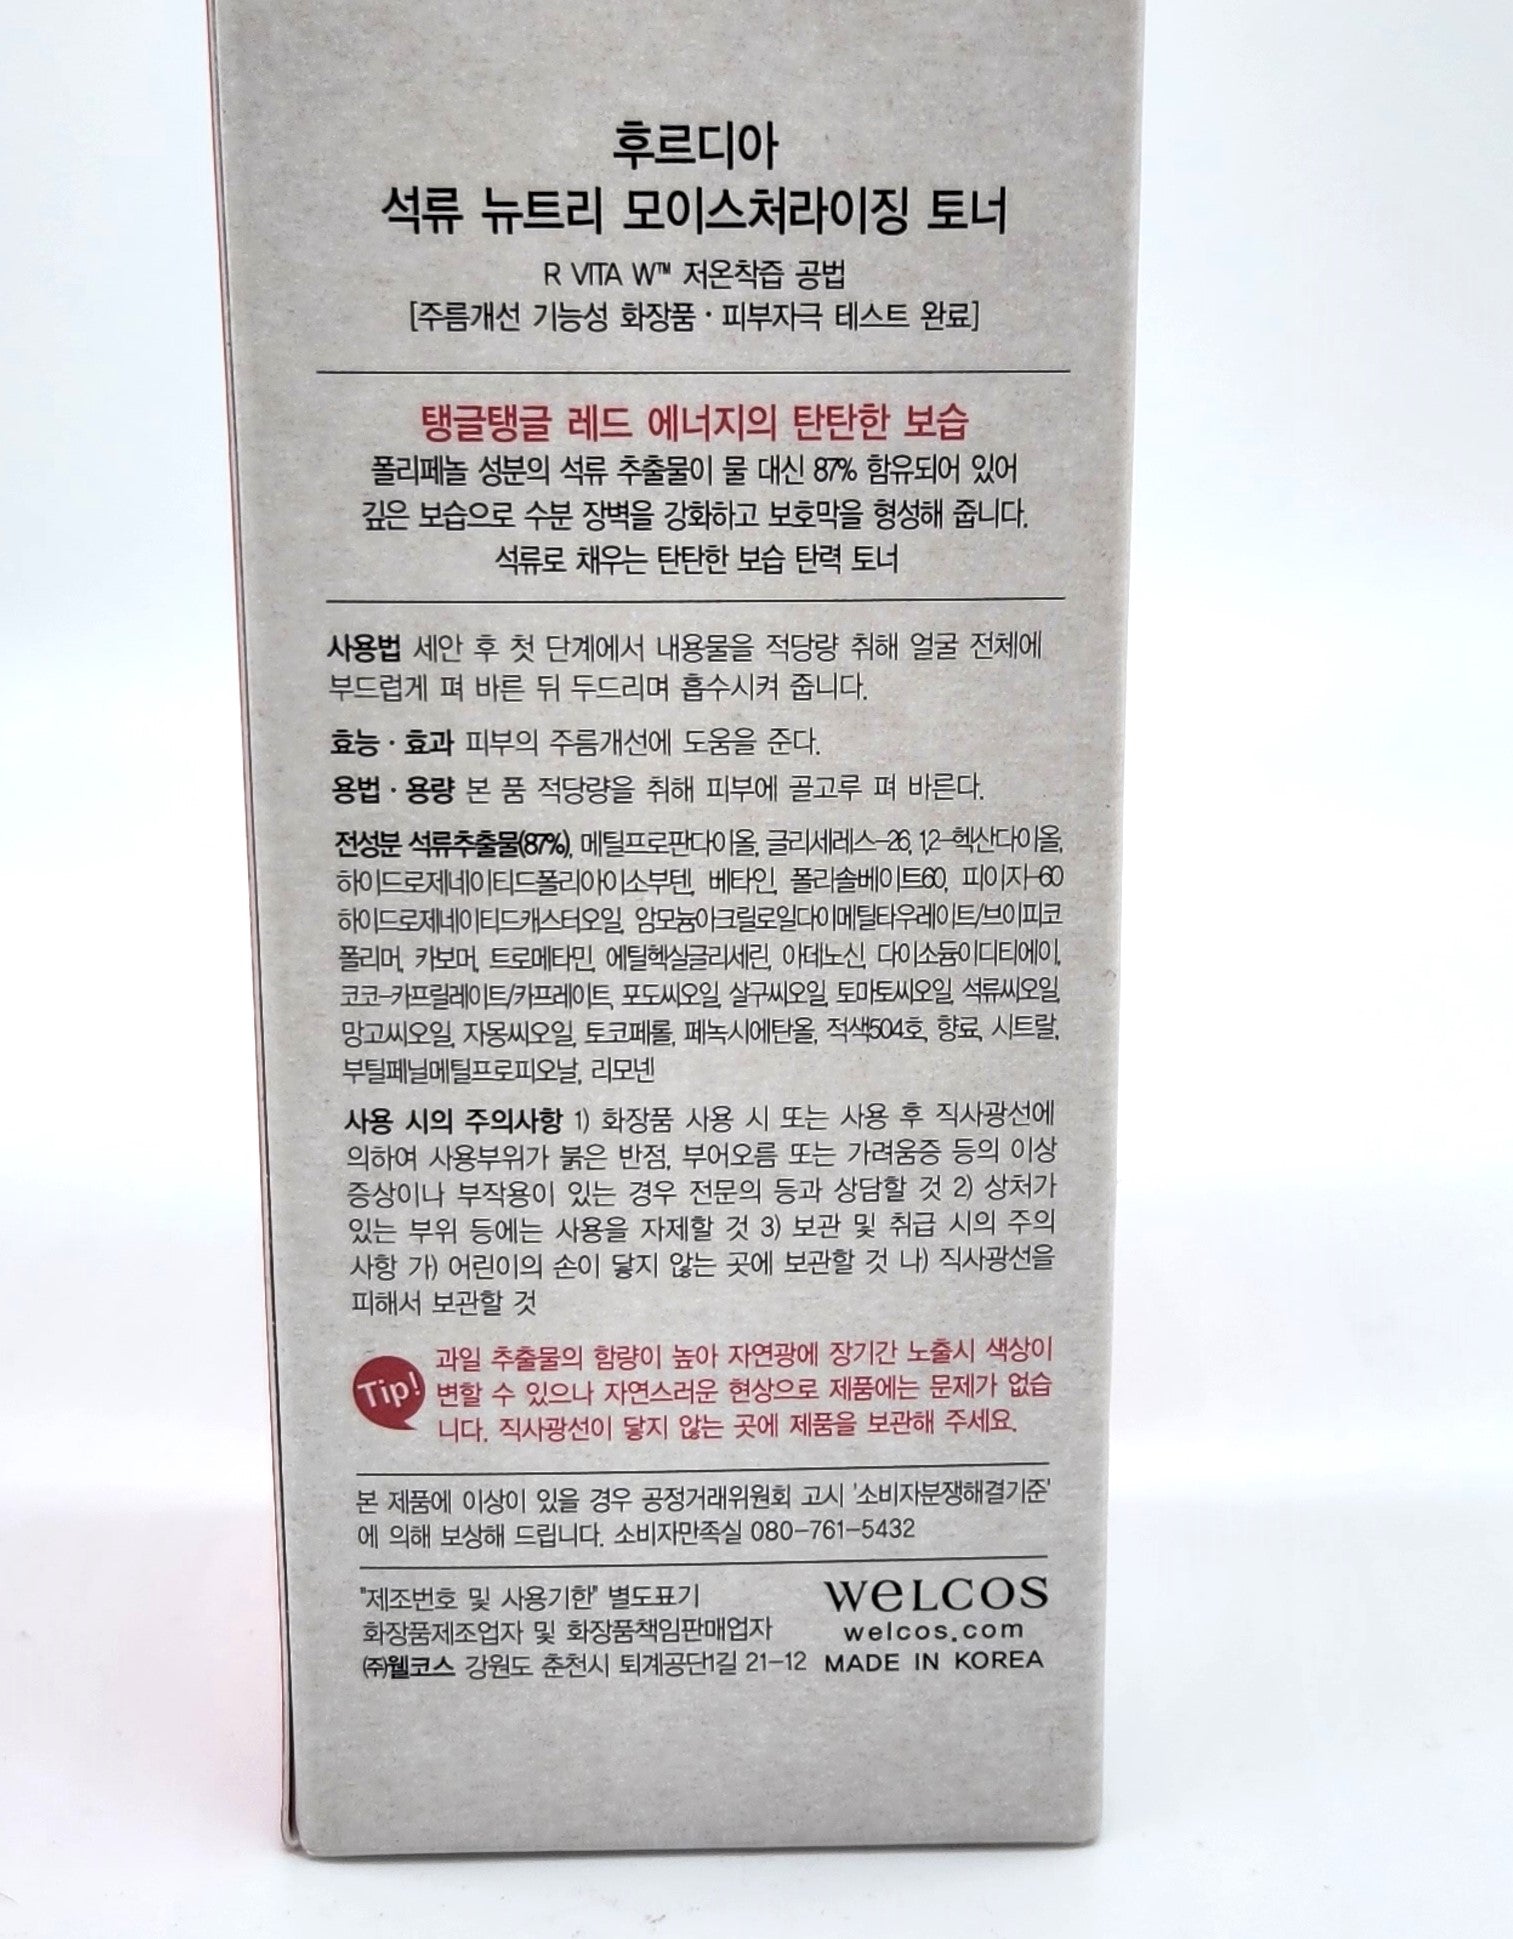 후르디아
석류 뉴트리 모이스처라이징 토너
R VITA W™ 저온착즙 공법
[주름개선 기능성 화장품 · 피부자극 테스트 완료]
탱글탱글 레드 에너지의 탄탄한 보습
폴리페놀 성분의 석류 추출물이 물 대신 87% 함유되어 있어
깊은 보습으로 수분 장벽을 강화하고 보호막을 형성해 줍니다.
석류로 채우는 탄탄한 보습 탄력 토너
사용법 세안 후 첫 단계에서 내용물을 적당량 취해 얼굴 전체에
부드럽게 펴 바른 뒤 두드리며 흡수시켜 줍니다.
효능 · 효과 피부의 주름개선에 도움을 준다.
용법 · 용량 본 품 적당량을 취해 피부에 골고루 펴 바른다.
전성분 석류추출물(87%), 메틸프로판다이올, 글리세레스-26, 1,2-헥산다이올,
하이드로제네이티드폴리아이소부텐, 베타인, 폴리솔베이트60, 피이지-60
하이드로제네이티드캐스터오일, 암모늄아크릴로일다이메틸타우레이트/브이피코
폴리머, 카보머, 트로메타민, 에틸헥실글리세린, 아데노신, 다이소듐이디티에이,
코코-카프릴레이트/카프레이트, 포도씨오일, 살구씨오일, 토마토씨오일, 석류씨오일,
망고씨오일, 자몽씨오일, 토코페롤, 페녹시에탄올, 적색504호, 향료, 시트랄,
부틸페닐메틸프로피오날, 리모넨
사용 시의 주의사항 1) 화장품 사용 시 또는 사용 후 직사광선에
의하여 사용부위가 붉은 반점, 부어오름 또는 가려움증 등의 이상
증상이나 부작용이 있는 경우 전문의 등과 상담할 것 2) 상처가
있는 부위 등에는 사용을 자제할 것 3) 보관 및 취급 시의 주의
사항 가) 어린이의 손이 닿지 않는 곳에 보관할 것 나) 직사광선을
피해서 보관할 것
Tip! 과일 추출물의 함량이 높아 자연광에 장기간 노출시 색상이
변할 수 있으나 자연스러운 현상으로 제품에는 문제가 없습
니다. 직사광선이 닿지 않는 곳에 제품을 보관해 주세요.
본 제품에 이상이 있을 경우 공정거래위원회 고시 '소비자분쟁해결기준'
에 의해 보상해 드립니다. 소비자만족실 080-761-5432
"제조번호 및 사용기한" 별도표기
화장품제조업자 및 화장품책임판매업자
㈜웰코스 강원도 춘천시 퇴계공단1길 21-12
WELCOS
welcos.com
MADE IN KOREA